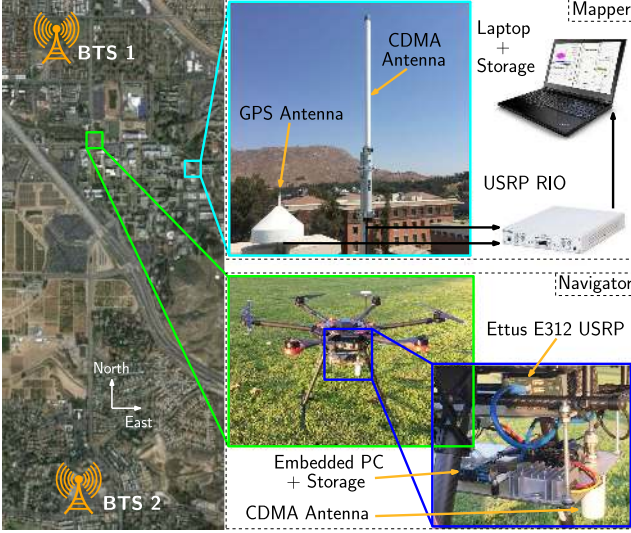 BTS 1
North
East
BTS 2
Mapper
CDMA
Antenna
GPS Antenna
Laptop
+
Storage
USRP RIO
Navigator
Ettus E312 USRP
Embedded PC
+ Storage
CDMA Antenna